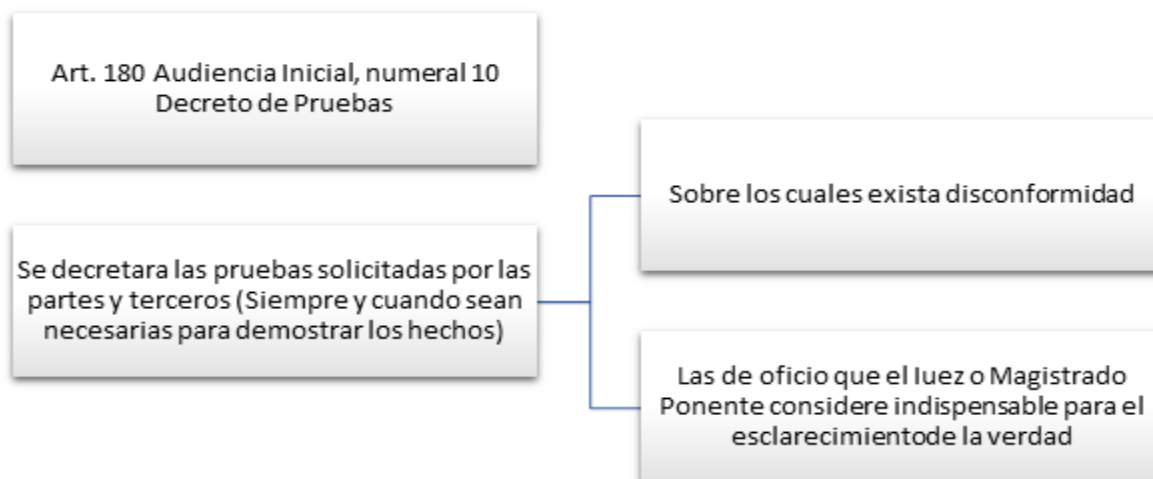 Art. 180 Audiencia Inicial, numeral 10
Decreto de Pruebas
Se decretara las pruebas solicitadas por las
partes y terceros (Siempre y cuando sean
necesarias para demostrar los hechos)
Sobre los cuales exista disconformidad
Las de oficio que el Iuez o Magistrado
Ponente considere indispensable para el
esclarecimientode la verdad